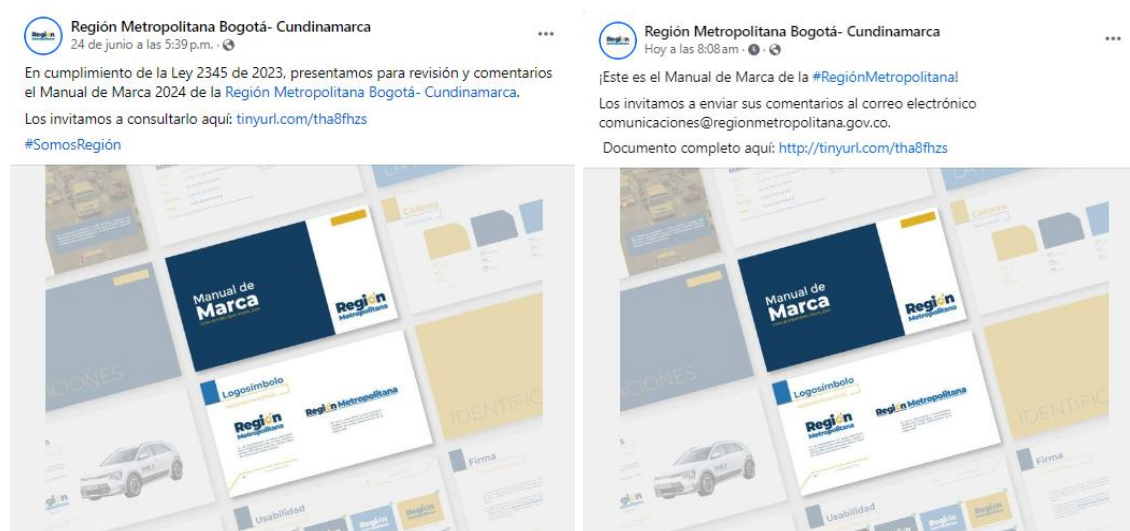 Región Metropolitana Bogotá- Cundinamarca
24 de junio a las 5:39 p.m. ·
En cumplimiento de la Ley 2345 de 2023, presentamos para revisión y comentarios
el Manual de Marca 2024 de la Región Metropolitana Bogotá- Cundinamarca.
Los invitamos a consultarlo aquí: tinyurl.com/tha8fhzs
#SomosRegión
Colores
Manual de
Marca
Región
Metropolitana
ACIONES
Logosímbolo
Región
Metropolitana
Región Metropolitana
IDENTIFIC
Firma
Usabilidad
Región Metropolitana Bogotá- Cundinamarca
Hoy a las 8:08 am ·
¡Este es el Manual de Marca de la #RegiónMetropolitana!
Los invitamos a enviar sus comentarios al correo electrónico
comunicaciones@regionmetropolitana.gov.co.
Documento completo aquí: http://tinyurl.com/tha8fhzs
Colores
Manual de
Marca
Región
Metropolitana
ACIONES
Logosímbolo
Región
Metropolitana
Región Metropolitana
IDENTIFIC
Firma
Usabilidad